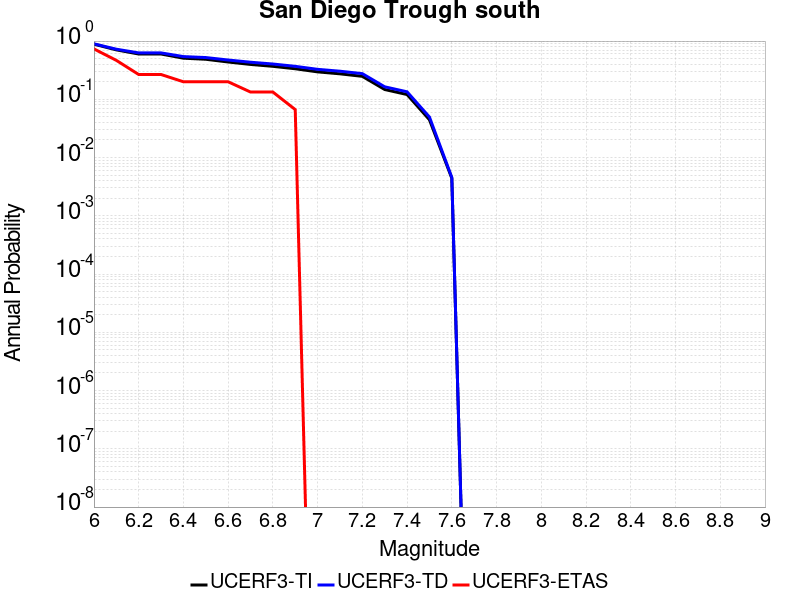 San Diego Trough south
Annual Probability
10^0
10^-1
10^-2
10^-3
10^-4
10^-5
10^-6
10^-7
10^-8
6 6.2 6.4 6.6 6.8 7 7.2 7.4 7.6 7.8 8 8.2 8.4 8.6 8.8 9
Magnitude
UCERF3-TI UCERF3-TD UCERF3-ETAS